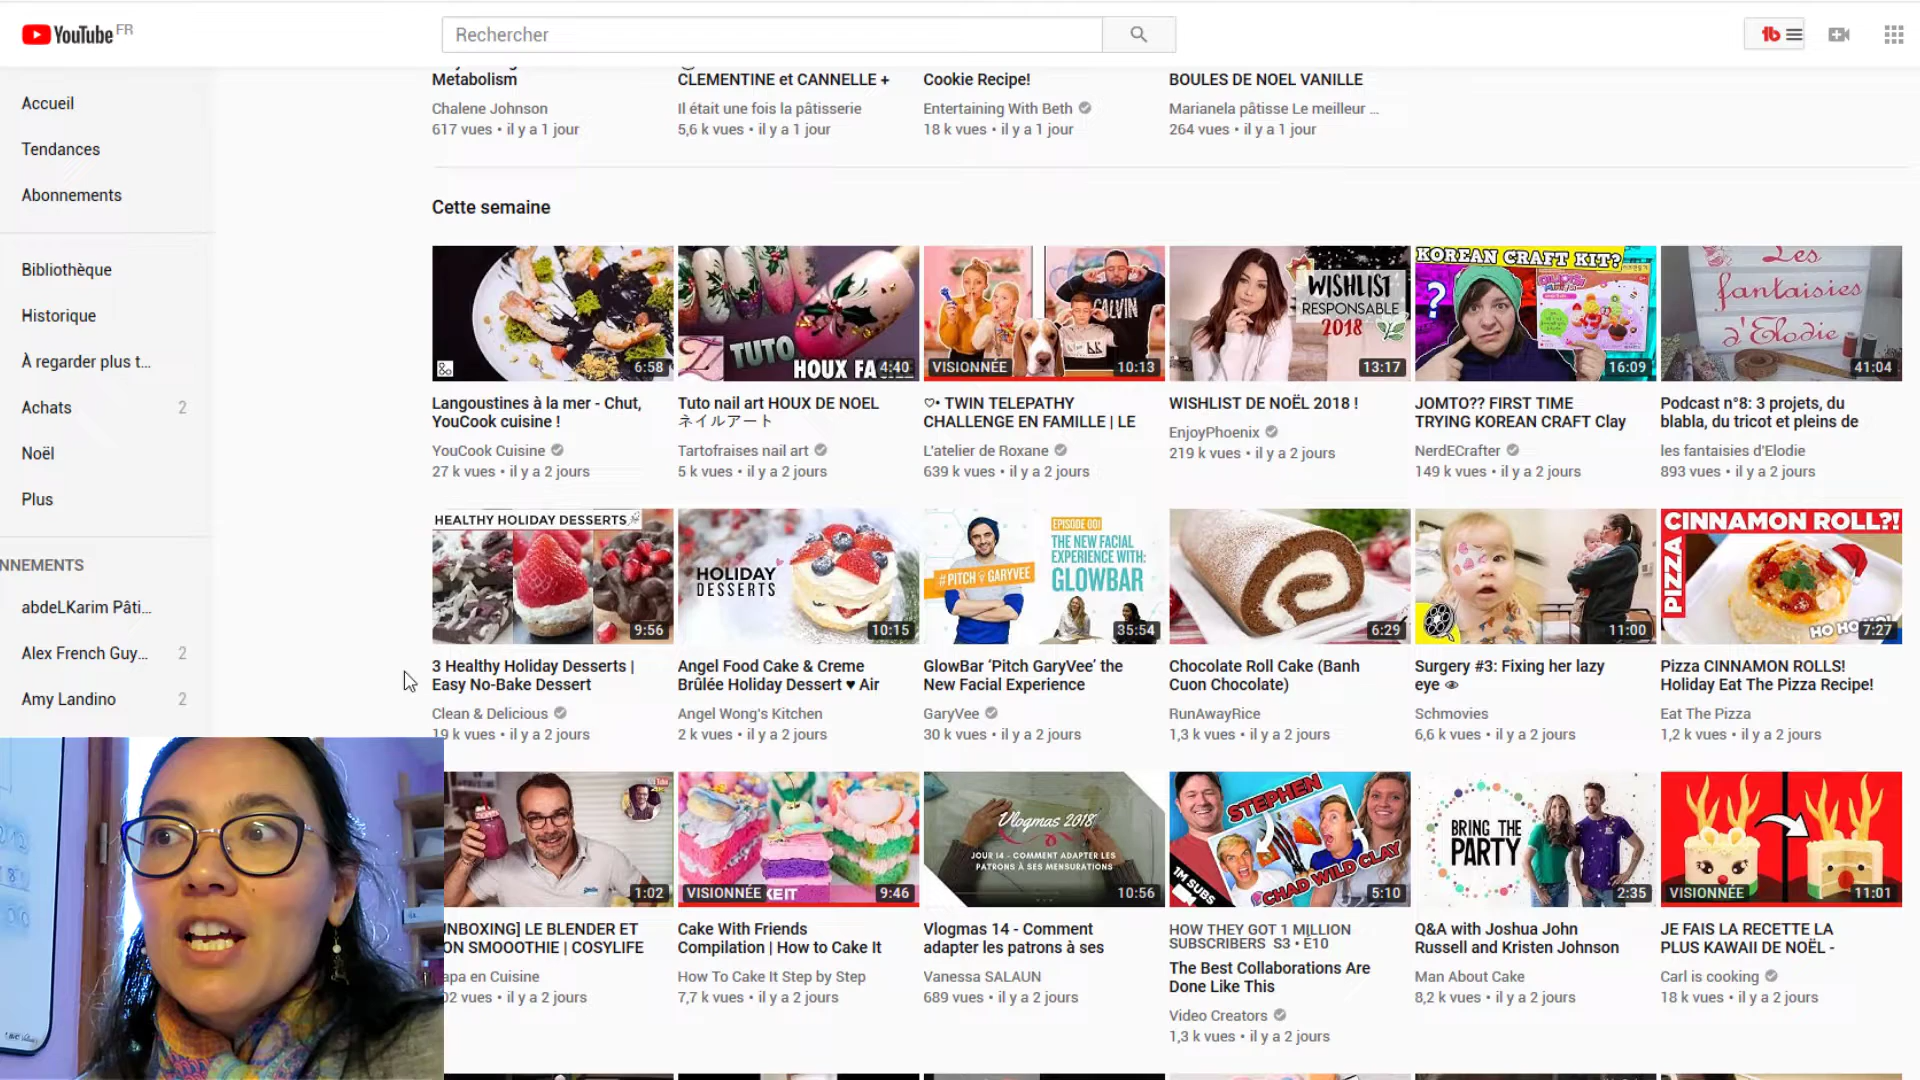 YouTube FR
Rechercher
Metabolism
Chalene Johnson
617 vues • il y a 1 jour
CLEMENTINE et CANNELLE +
Il était une fois la pâtisserie
5,6 k vues • il y a 1 jour
Cookie Recipe!
Entertaining With Beth
18 k vues • il y a 1 jour
BOULES DE NOEL VANILLE
Marianela pâtisse Le meilleur ...
264 vues • il y a 1 jour
Accueil
Tendances
Abonnements
Bibliothèque
Historique
À regarder plus t...
Achats 2
Noël
Plus
NNEMENTS
abdeLKarim Pâti...
Alex French Guy... 2
Amy Landino 2
Cette semaine
6:58
Langoustines à la mer - Chut,
YouCook cuisine !
YouCook Cuisine
27 k vues • il y a 2 jours
TUTO
HOUX FA
4:40
Tuto nail art HOUX DE NOEL
ネイルアート
Tartofraises nail art
5 k vues • il y a 2 jours
CALVIN
VISIONNÉE
10:13
♡• TWIN TELEPATHY
CHALLENGE EN FAMILLE | LE
L'atelier de Roxane
639 k vues • il y a 2 jours
WISHLIST
RESPONSABLE
2018
13:17
WISHLIST DE NOËL 2018 !
EnjoyPhoenix
219 k vues • il y a 2 jours
KOREAN CRAFT KIT?
?
16:09
JOMTO?? FIRST TIME
TRYING KOREAN CRAFT Clay
NerdECrafter
149 k vues • il y a 2 jours
Les
fantaisies
d'Elodie
41:04
Podcast n°8: 3 projets, du
blabla, du tricot et pleins de
les fantaisies d'Elodie
893 vues • il y a 2 jours
HEALTHY HOLIDAY DESSERTS
9:56
3 Healthy Holiday Desserts |
Easy No-Bake Dessert
Clean & Delicious
19 k vues • il y a 2 jours
HOLIDAY
DESSERTS
10:15
Angel Food Cake & Creme
Brûlée Holiday Dessert ♥ Air
Angel Wong's Kitchen
2 k vues • il y a 2 jours
EPISODE 001
THE NEW FACIAL
EXPERIENCE WITH:
GLOWBAR
#PITCH GARYVEE
35:54
GlowBar ‘Pitch GaryVee’ the
New Facial Experience
GaryVee
30 k vues • il y a 2 jours
6:29
Chocolate Roll Cake (Banh
Cuon Chocolate)
RunAwayRice
1,3 k vues • il y a 2 jours
11:00
Surgery #3: Fixing her lazy
eye 👁
Schmovies
6,6 k vues • il y a 2 jours
CINNAMON ROLL?!
PIZZA
HO HO HO!
7:27
Pizza CINNAMON ROLLS!
Holiday Eat The Pizza Recipe!
Eat The Pizza
1,2 k vues • il y a 2 jours
1:02
UNBOXING] LE BLENDER ET
ON SMOOOTHIE | COSYLIFE
apa en Cuisine
02 vues • il y a 2 jours
VISIONNÉE
KEIT
9:46
Cake With Friends
Compilation | How to Cake It
How To Cake It Step by Step
7,7 k vues • il y a 2 jours
Vlogmas 2018
JOUR 14 - COMMENT ADAPTER LES
PATRONS À SES MENSURATIONS
10:56
Vlogmas 14 - Comment
adapter les patrons à ses
Vanessa SALAUN
689 vues • il y a 2 jours
STEPHEN
1M SUBS
CHAD WILD CLAY
5:10
HOW THEY GOT 1 MILLION
SUBSCRIBERS S3 • É10
The Best Collaborations Are
Done Like This
Video Creators
1,3 k vues • il y a 2 jours
BRING THE
PARTY
2:35
Q&A with Joshua John
Russell and Kristen Johnson
Man About Cake
8,2 k vues • il y a 2 jours
VISIONNÉE
11:01
JE FAIS LA RECETTE LA
PLUS KAWAII DE NOËL -
Carl is cooking
18 k vues • il y a 2 jours